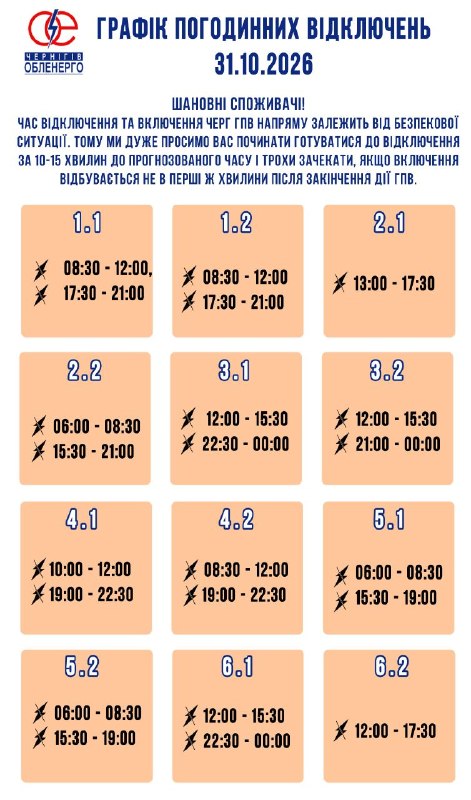 ЧЕРНІГІВ
ОБЛЕНЕРГО
ГРАФІК ПОГОДИННИХ ВІДКЛЮЧЕНЬ
31.10.2026
ШАНОВНІ СПОЖИВАЧІ!
ЧАС ВІДКЛЮЧЕННЯ ТА ВКЛЮЧЕННЯ ЧЕРГ ГПВ НАПРЯМУ ЗАЛЕЖИТЬ ВІД БЕЗПЕКОВОЇ
СИТУАЦІЇ. ТОМУ МИ ДУЖЕ ПРОСИМО ВАС ПОЧИНАТИ ГОТУВАТИСЯ ДО ВІДКЛЮЧЕННЯ
ЗА 10-15 ХВИЛИН ДО ПРОГНОЗОВАНОГО ЧАСУ І ТРОХИ ЗАЧЕКАТИ, ЯКЩО ВКЛЮЧЕННЯ
ВІДБУВАЄТЬСЯ НЕ В ПЕРШІ Ж ХВИЛИНИ ПІСЛЯ ЗАКІНЧЕННЯ ДІЇ ГПВ.
1.1
08:30 - 12:00,
17:30 - 21:00
1.2
08:30 - 12:00
17:30 - 21:00
2.1
13:00 - 17:30
2.2
06:00 - 08:30
15:30 - 21:00
3.1
12:00 - 15:30
22:30 - 00:00
3.2
12:00 - 15:30
21:00 - 00:00
4.1
10:00 - 12:00
19:00 - 22:30
4.2
08:30 - 12:00
19:00 - 22:30
5.1
06:00 - 08:30
15:30 - 19:00
5.2
06:00 - 08:30
15:30 - 19:00
6.1
12:00 - 15:30
22:30 - 00:00
6.2
12:00 - 17:30